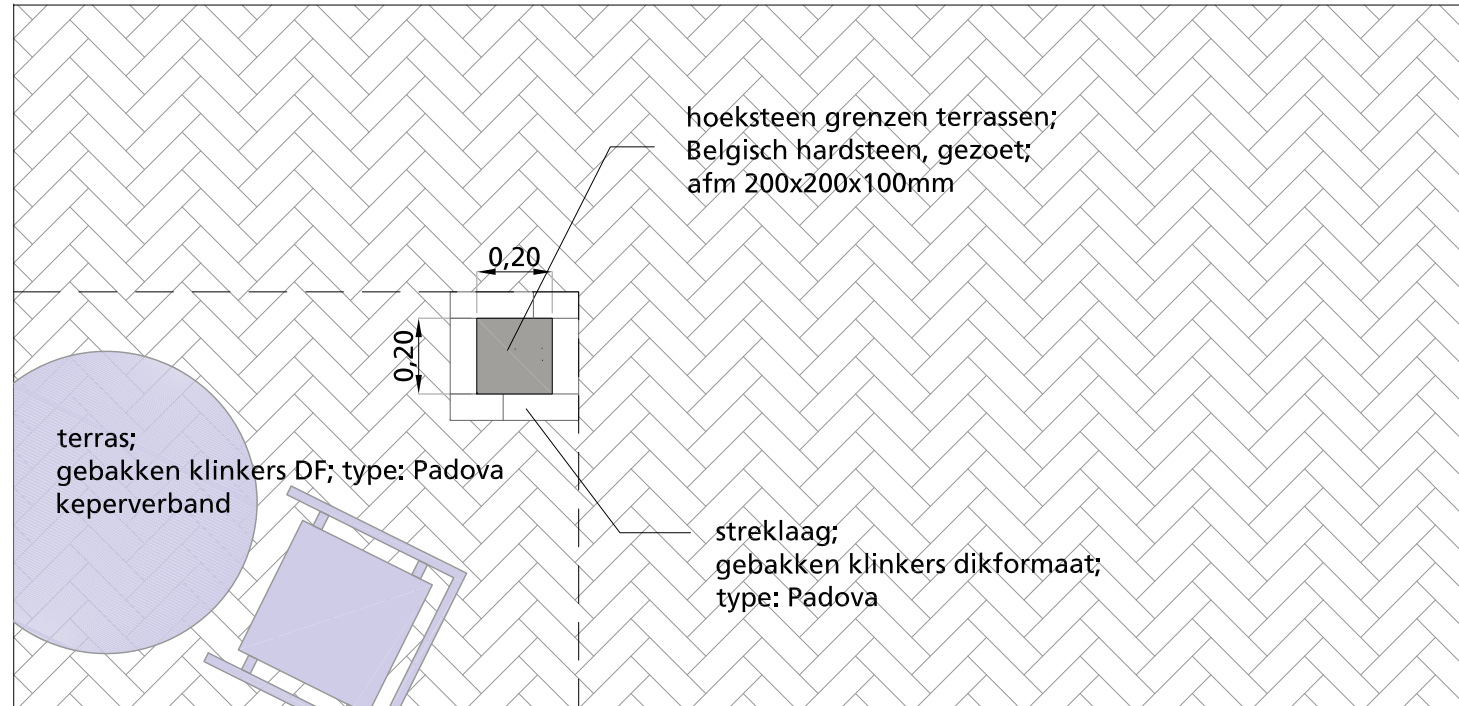 hoeksteen grenzen terrassen;
Belgisch hardsteen, gezoet;
afm 200x200x100mm
0,20
0,20
terras;
gebakken klinkers DF; type: Padova
keperverband
streklaag;
gebakken klinkers dikformaat;
type: Padova